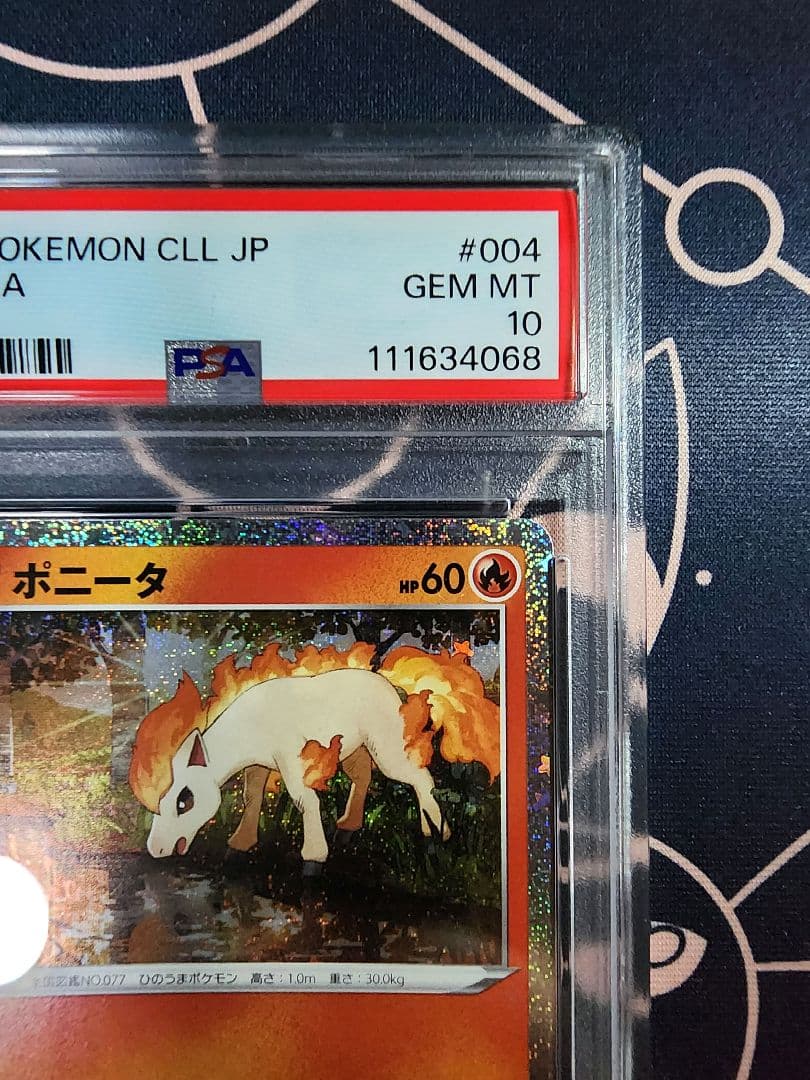 OKEMON CLL JP #004
A GEM MT
10
PSA 111634068
ポニータ HP60
NO.077 ひのうまポケモン 高さ:1.0m 重さ:30.0kg